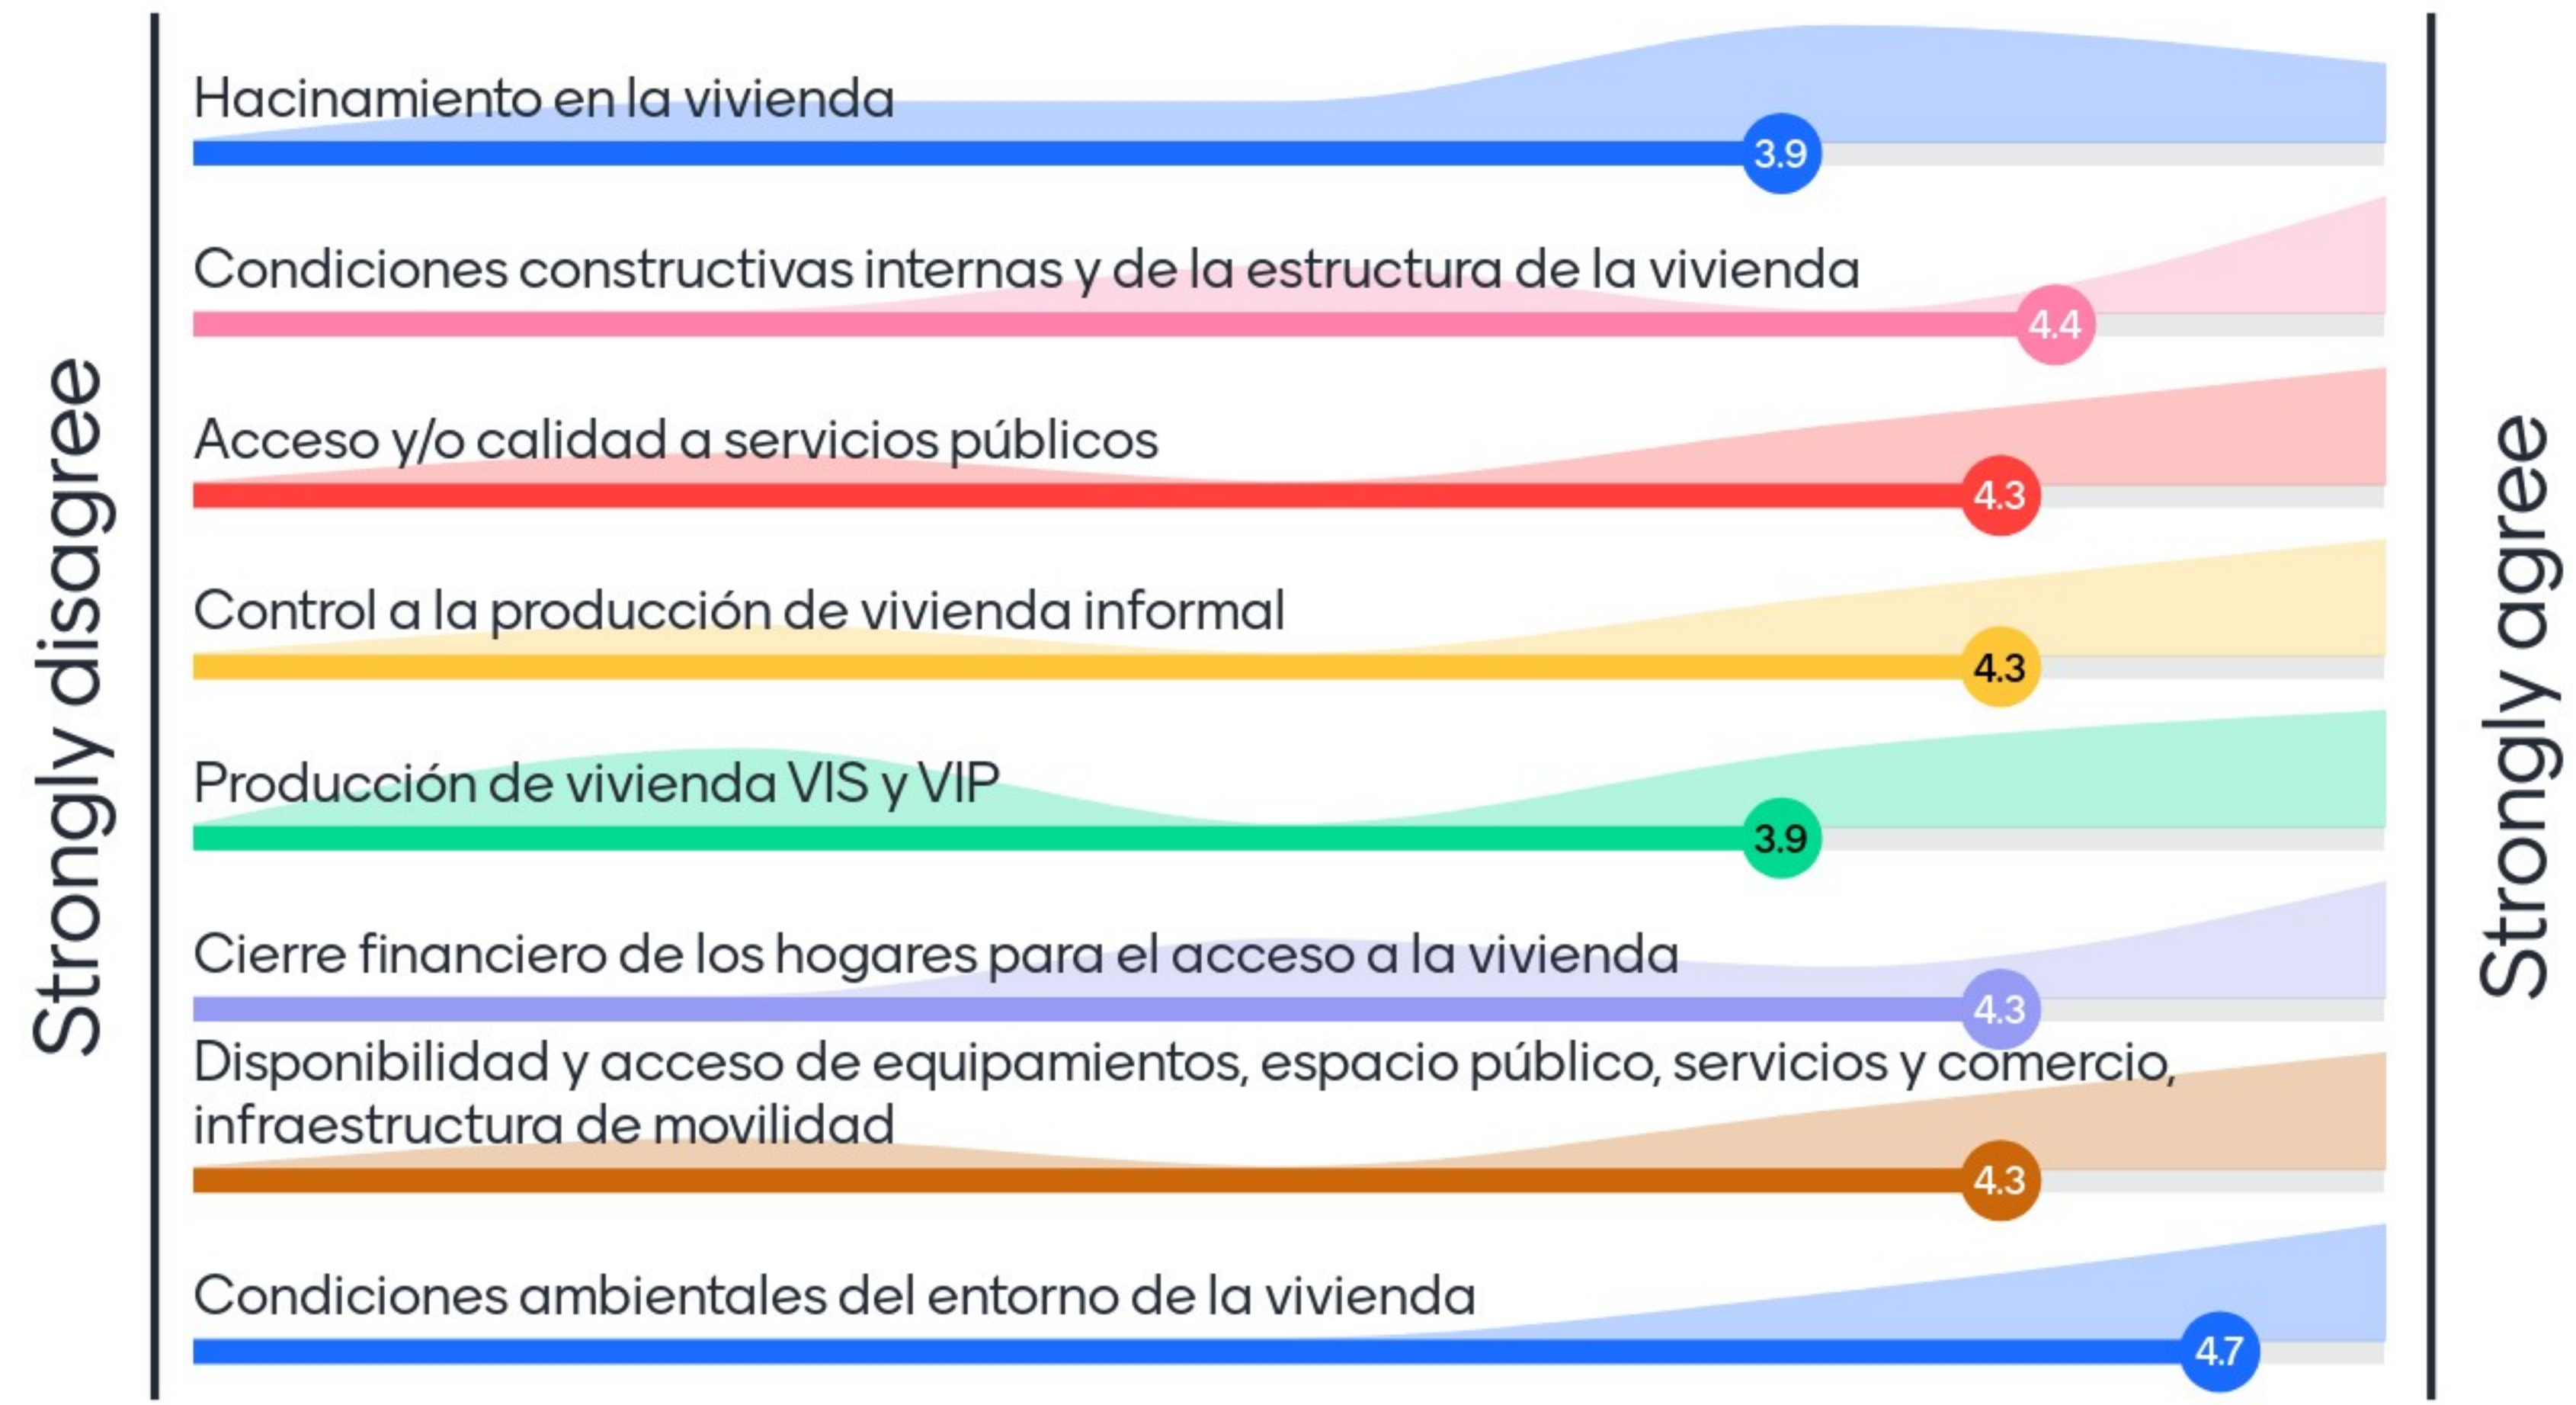 Strongly disagree
Hacinamiento en la vivienda
3.9
Condiciones constructivas internas y de la estructura de la vivienda
4.4
Acceso y/o calidad a servicios públicos
4.3
Control a la producción de vivienda informal
4.3
Producción de vivienda VIS y VIP
3.9
Cierre financiero de los hogares para el acceso a la vivienda
4.3
Disponibilidad y acceso de equipamientos, espacio público, servicios y comercio,
infraestructura de movilidad
4.3
Condiciones ambientales del entorno de la vivienda
4.7
Strongly agree